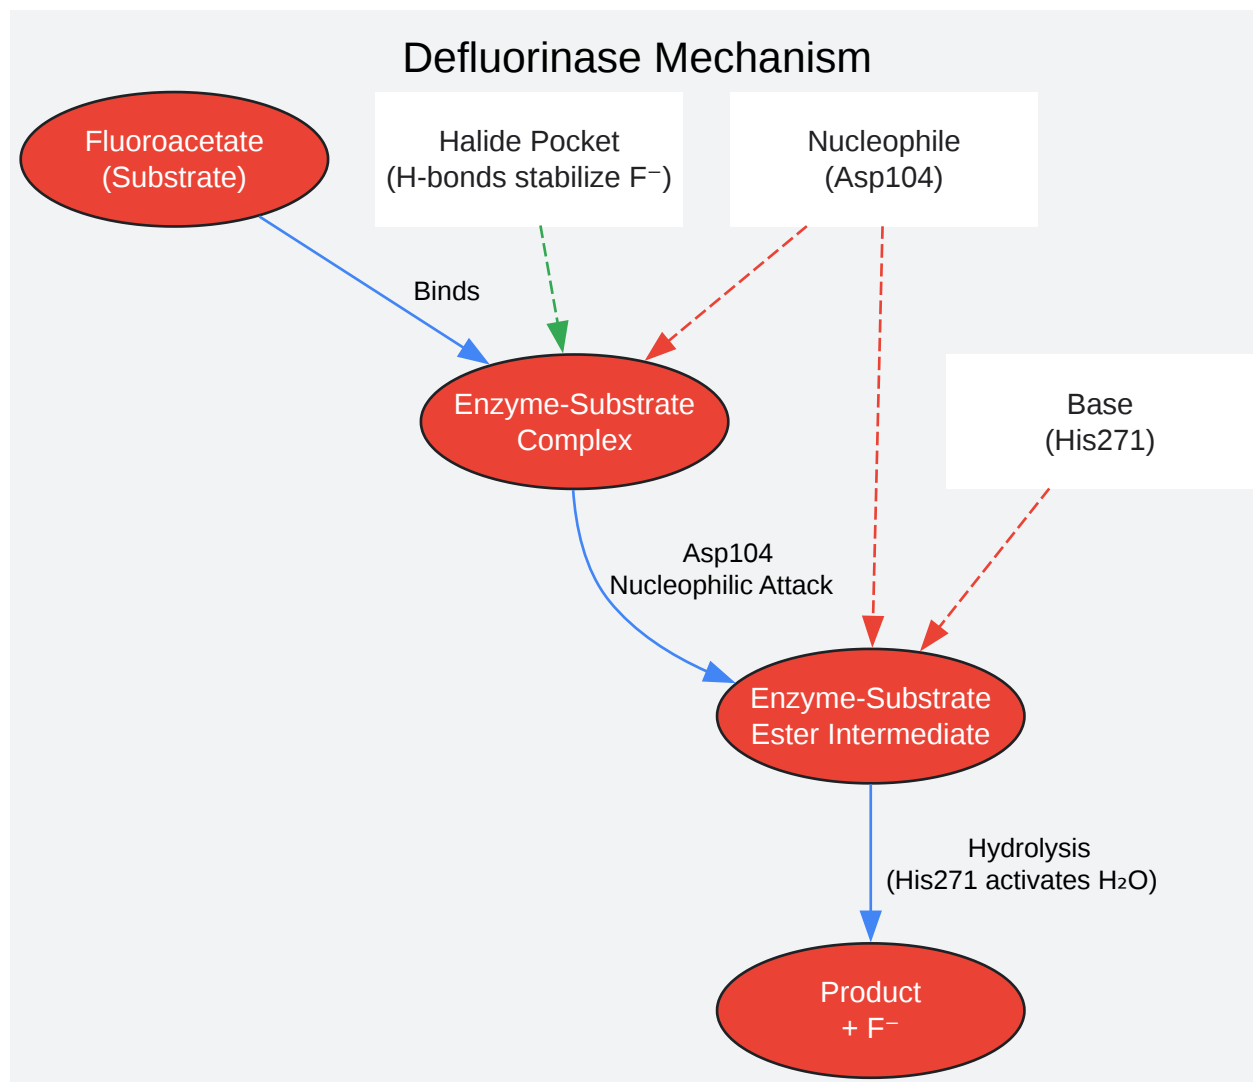 Defluorinase Mechanism
Fluoroacetate
(Substrate)
Halide Pocket
(H-bonds stabilize F⁻)
Nucleophile
(Asp104)
Binds
Enzyme-Substrate
Complex
Base
(His271)
Asp104
Nucleophilic Attack
Enzyme-Substrate
Ester Intermediate
Hydrolysis
(His271 activates H₂O)
Product
+ F⁻